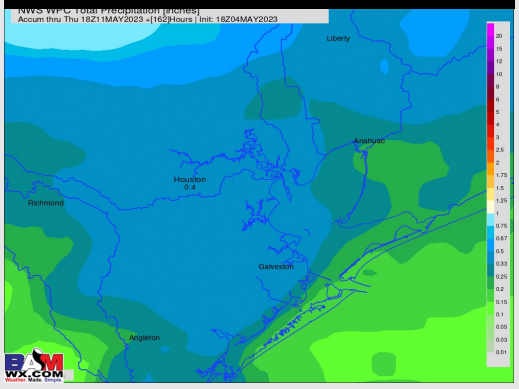 NWS WPC Total Precipitation [inches]
Accum thru Thu 18Z11MAY2023 +[162]Hours | Init: 18Z04MAY2023
Liberty
Anahuac
Houston
0.4
Richmond
Galveston
Angleton
20
15
12
10
8
6
5
4
3
2.5
2
1.75
1.5
1.25
1
0.75
0.67
0.5
0.33
0.25
0.2
0.15
0.1
0.05
0.03
0.01
BAM
WX.COM
Weather. Made. Simple.